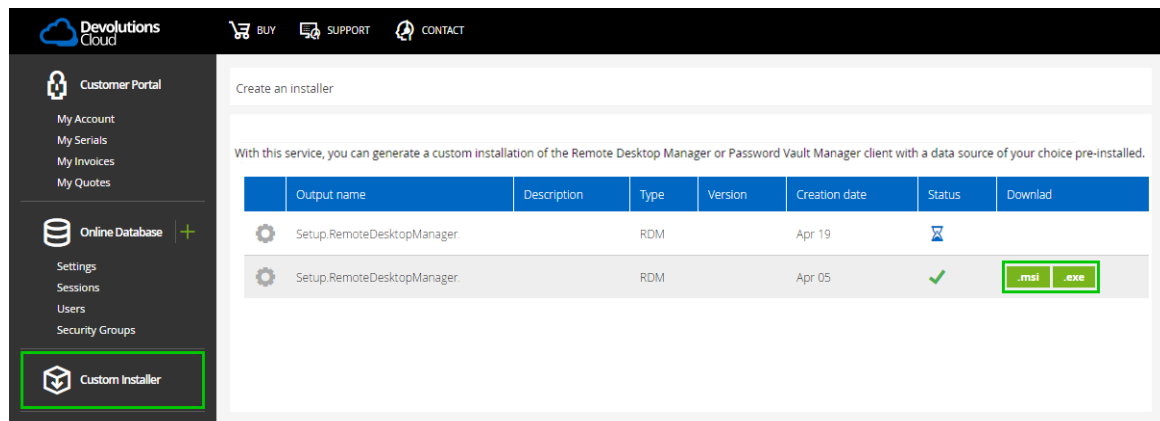 Devolutions
Cloud
BUY
SUPPORT
CONTACT
Customer Portal
My Account
My Serials
My Invoices
My Quotes
Online Database
Settings
Sessions
Users
Security Groups
Custom Installer
Create an installer
With this service, you can generate a custom installation of the Remote Desktop Manager or Password Vault Manager client with a data source of your choice pre-installed.
Output name Description Type Version Creation date Status Downlad
Setup.RemoteDesktopManager. RDM Apr 19
Setup.RemoteDesktopManager. RDM Apr 05 .msi .exe